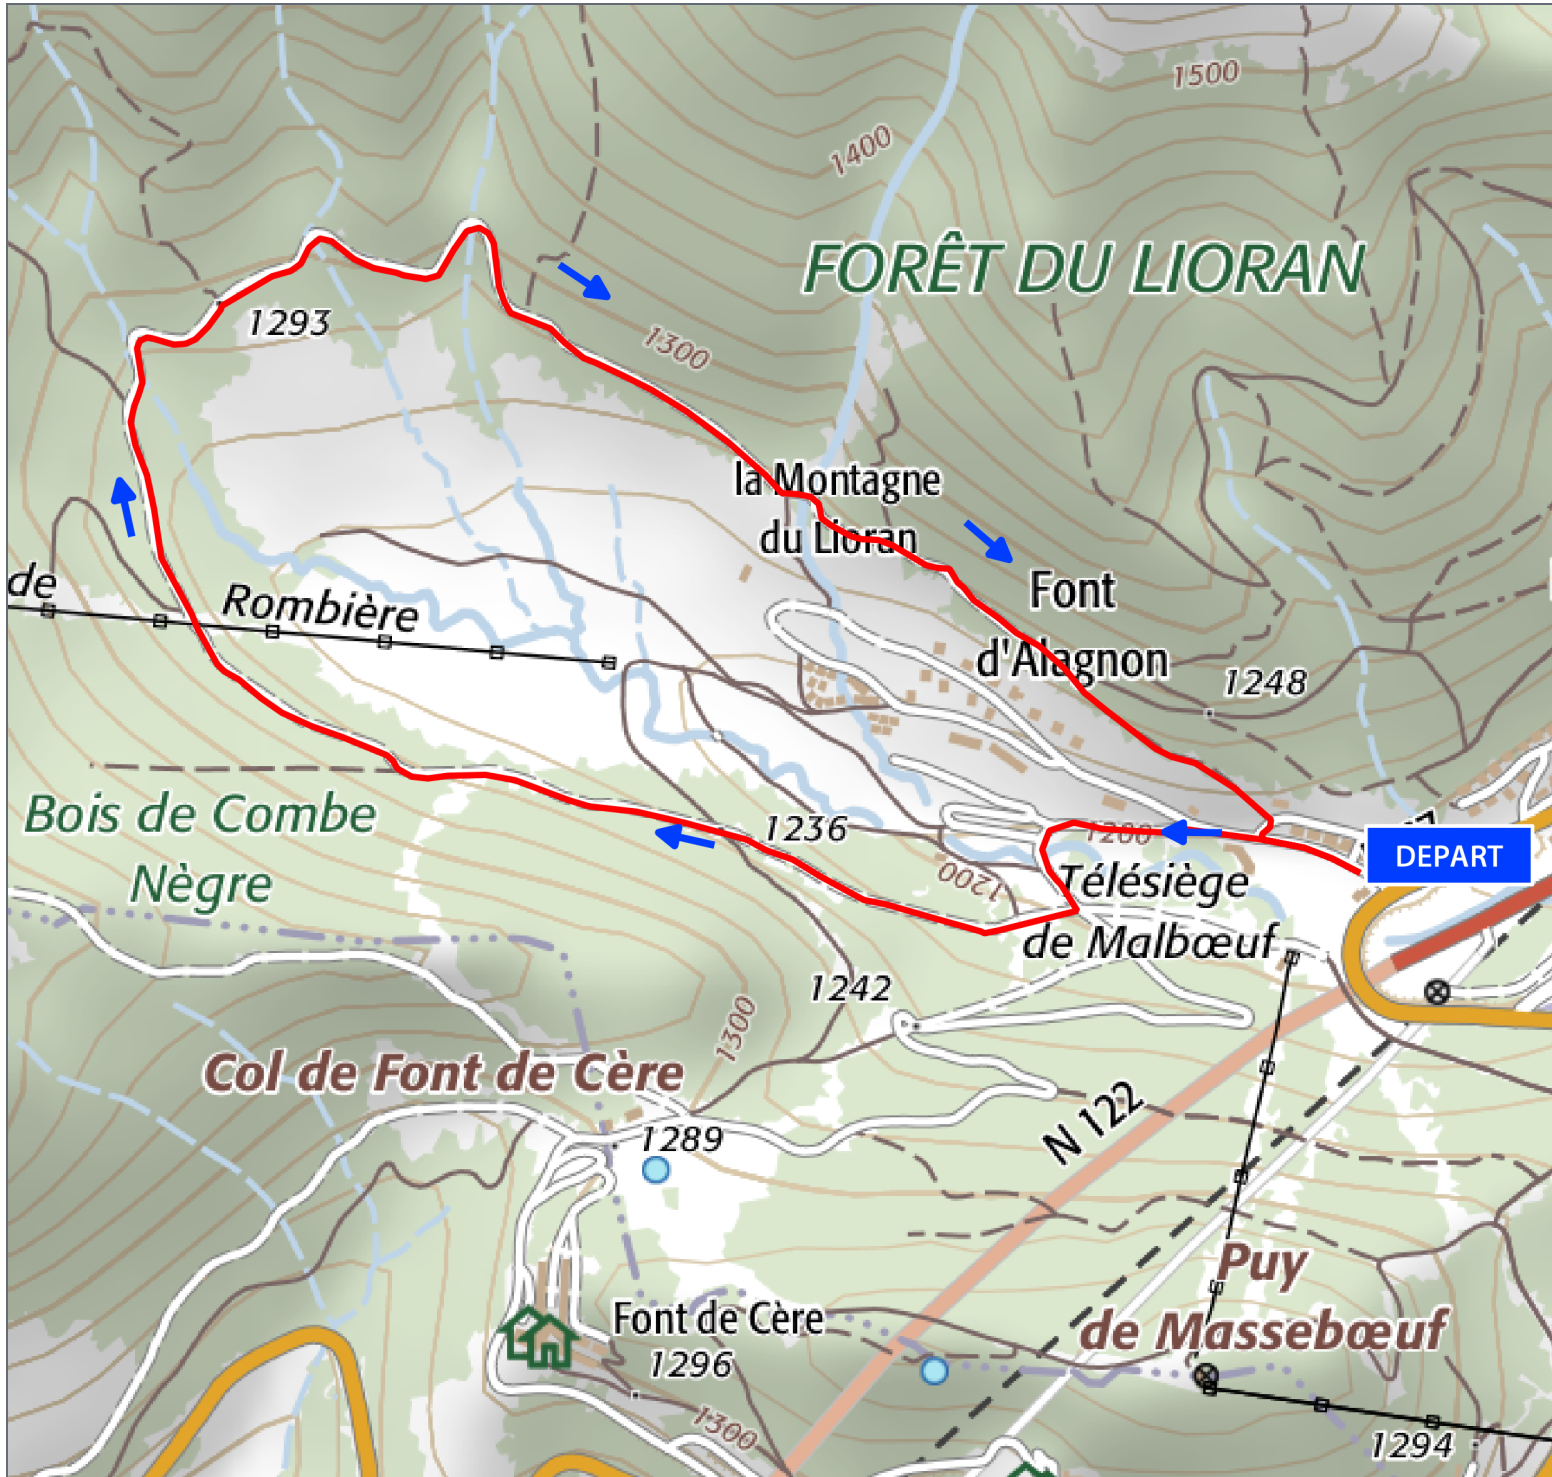 1500
1400
FORÊT DU LIORAN
1293
1300
la Montagne
du Lioran
Font
d'Alagnon
de
Rombière
1248
1236
1200
DEPART
Bois de Combe
Nègre
1200
Télésiège
de Malbœuf
1242
1300
Col de Font de Cère
N 122
1289
Puy
de Massebœuf
Font de Cère
1296
1300
1294